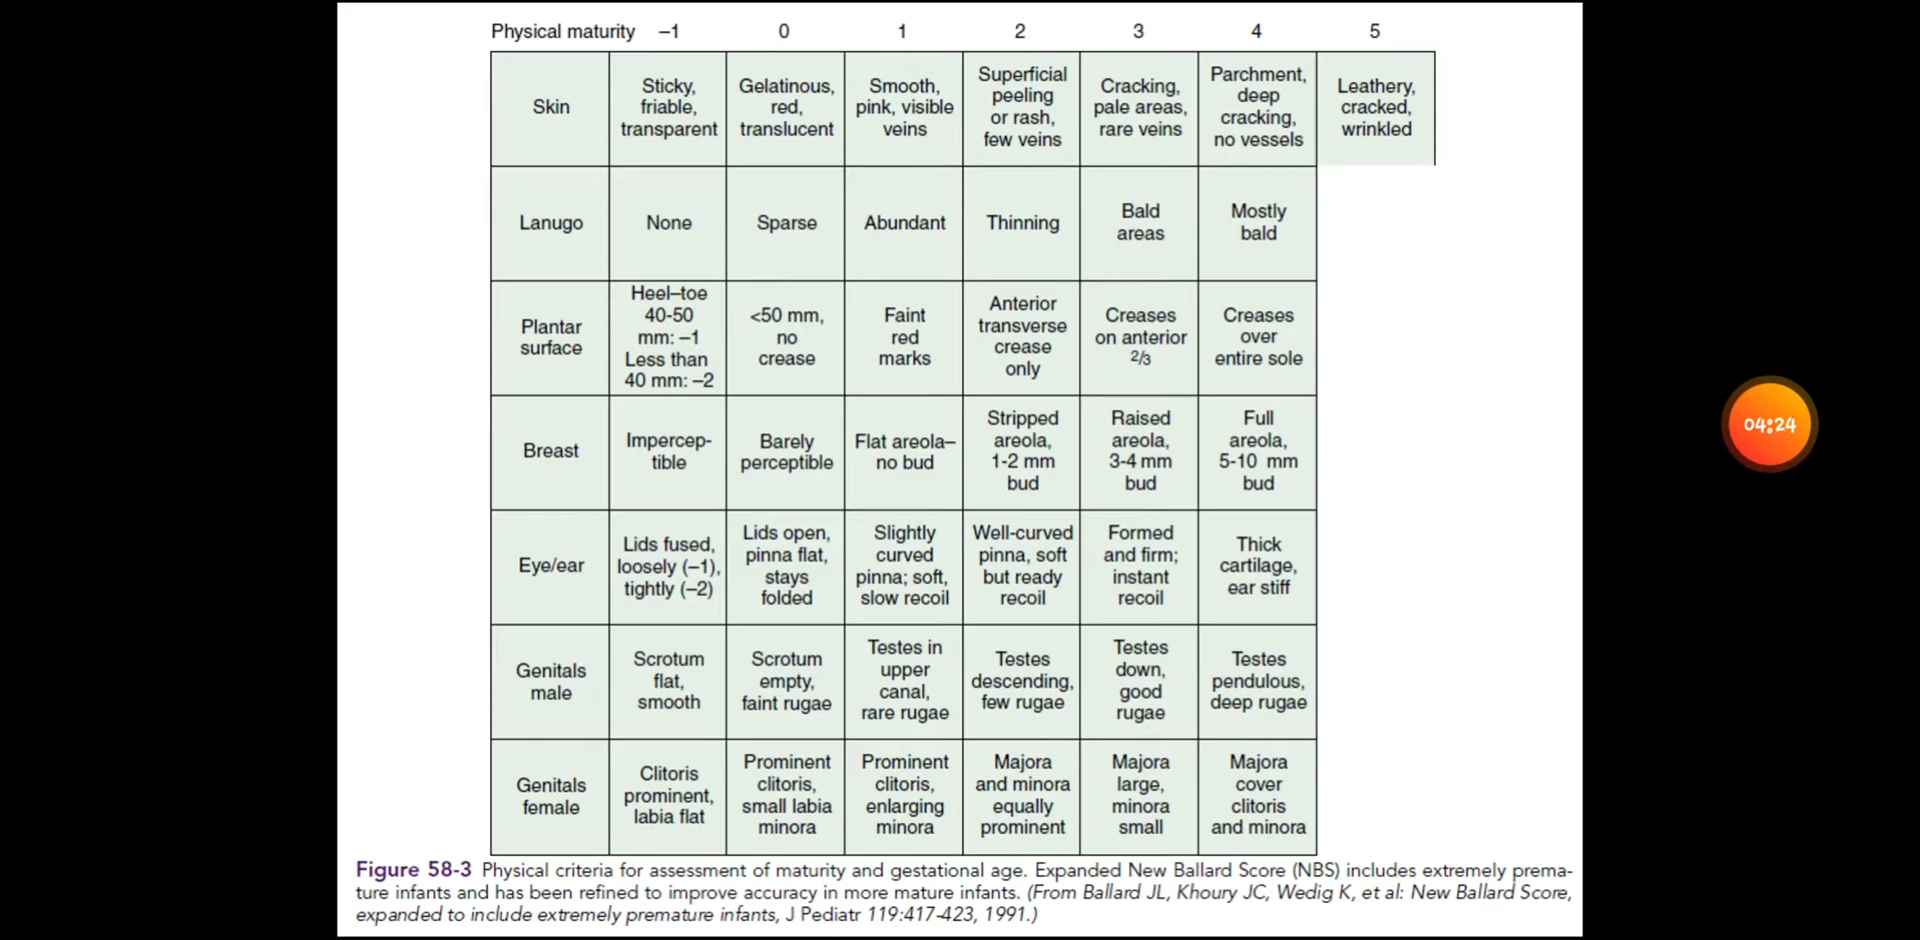 Physical maturity –1 0 1 2 3 4 5
Skin
Sticky,
friable,
transparent
Gelatinous,
red,
translucent
Smooth,
pink, visible
veins
Superficial
peeling
or rash,
few veins
Cracking,
pale areas,
rare veins
Parchment,
deep
cracking,
no vessels
Leathery,
cracked,
wrinkled
Lanugo
None
Sparse
Abundant
Thinning
Bald
areas
Mostly
bald
Plantar
surface
Heel–toe
40-50
mm: –1
Less than
40 mm: –2
<50 mm,
no
crease
Faint
red
marks
Anterior
transverse
crease
only
Creases
on anterior
2/3
Creases
over
entire sole
Breast
Impercep-
tible
Barely
perceptible
Flat areola–
no bud
Stripped
areola,
1-2 mm
bud
Raised
areola,
3-4 mm
bud
Full
areola,
5-10 mm
bud
Eye/ear
Lids fused,
loosely (–1),
tightly (–2)
Lids open,
pinna flat,
stays
folded
Slightly
curved
pinna; soft,
slow recoil
Well-curved
pinna, soft
but ready
recoil
Formed
and firm;
instant
recoil
Thick
cartilage,
ear stiff
Genitals
male
Scrotum
flat,
smooth
Scrotum
empty,
faint rugae
Testes in
upper
canal,
rare rugae
Testes
descending,
few rugae
Testes
down,
good
rugae
Testes
pendulous,
deep rugae
Genitals
female
Clitoris
prominent,
labia flat
Prominent
clitoris,
small labia
minora
Prominent
clitoris,
enlarging
minora
Majora
and minora
equally
prominent
Majora
large,
minora
small
Majora
cover
clitoris
and minora
Figure 58-3 Physical criteria for assessment of maturity and gestational age. Expanded New Ballard Score (NBS) includes extremely prema-
ture infants and has been refined to improve accuracy in more mature infants. (From Ballard JL, Khoury JC, Wedig K, et al: New Ballard Score,
expanded to include extremely premature infants, J Pediatr 119:417-423, 1991.)
04:24